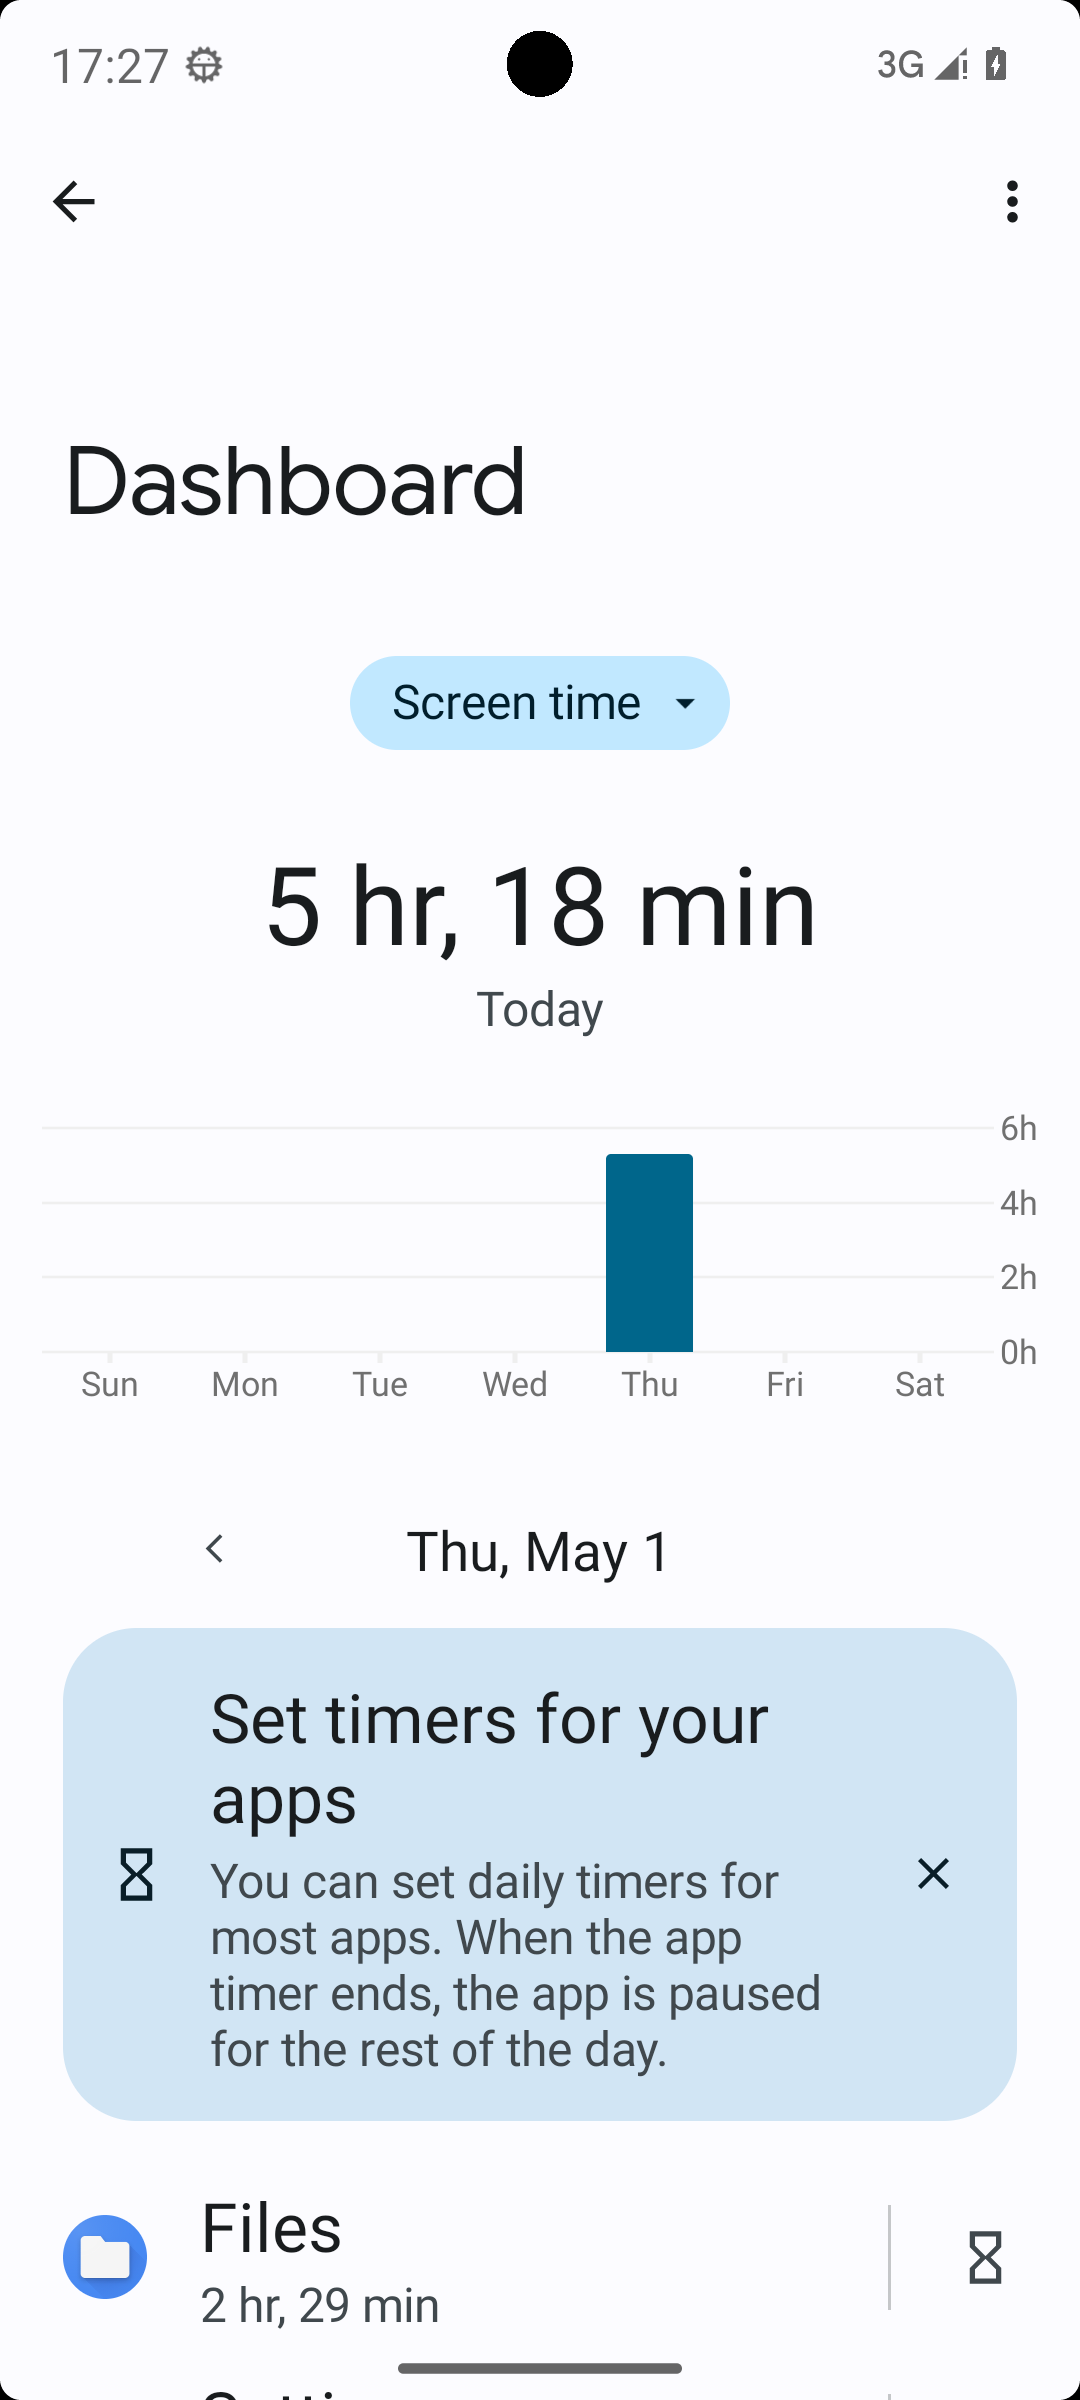 17:27
3G
Dashboard
Screen time
5 hr, 18 min
Today
6h
4h
2h
0h
Sun Mon Tue Wed Thu Fri Sat
Thu, May 1
Set timers for your
apps
You can set daily timers for
most apps. When the app
timer ends, the app is paused
for the rest of the day.
Files
2 hr, 29 min